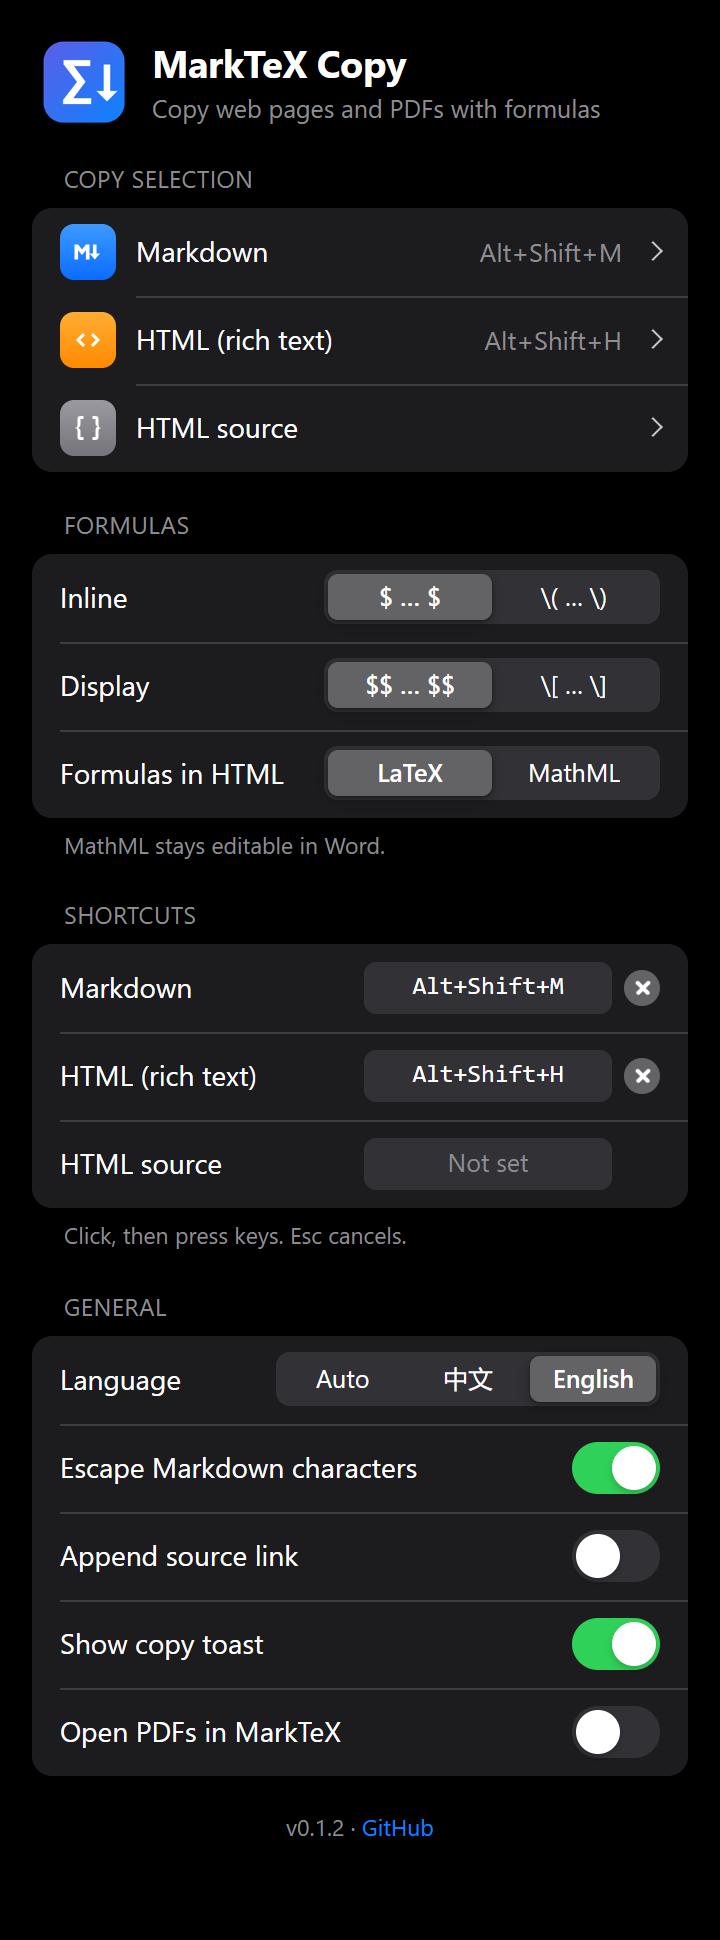 Σ↓
MarkTeX Copy
Copy web pages and PDFs with formulas
COPY SELECTION
M↓ Markdown Alt+Shift+M
<> HTML (rich text) Alt+Shift+H
{ } HTML source
FORMULAS
Inline $ ... $ \( ... \)
Display $$ ... $$ \[ ... \]
Formulas in HTML LaTeX MathML
MathML stays editable in Word.
SHORTCUTS
Markdown Alt+Shift+M
HTML (rich text) Alt+Shift+H
HTML source Not set
Click, then press keys. Esc cancels.
GENERAL
Language Auto 中文 English
Escape Markdown characters
Append source link
Show copy toast
Open PDFs in MarkTeX
v0.1.2 · GitHub